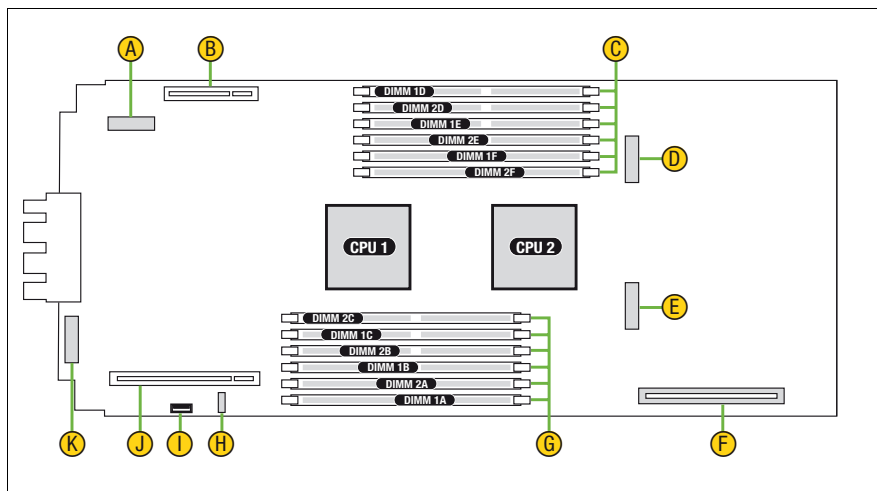 A
B
C
DIMM 1D
DIMM 2D
DIMM 1E
DIMM 2E
DIMM 1F
DIMM 2F
D
CPU 1
CPU 2
E
DIMM 2C
DIMM 1C
DIMM 2B
DIMM 1B
DIMM 2A
DIMM 1A
K
J
I
H
G
F